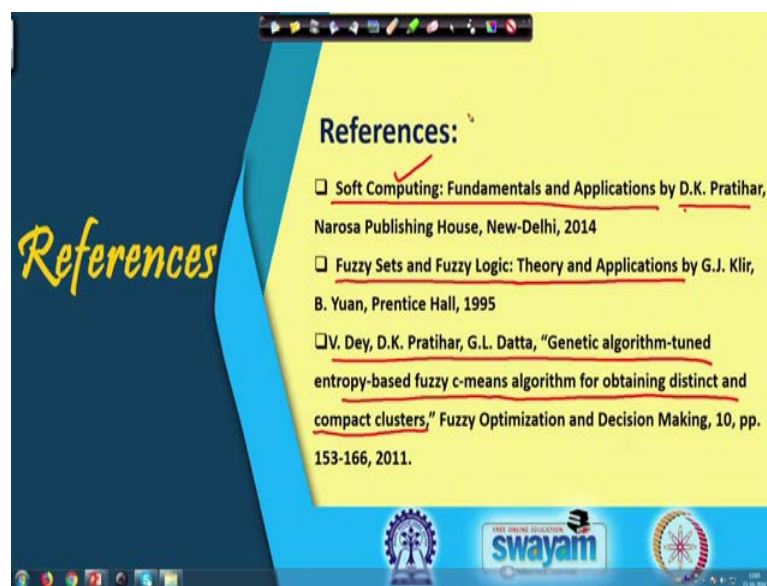 References
References:
Soft Computing: Fundamentals and Applications by D.K. Pratihar,
Narosa Publishing House, New-Delhi, 2014
Fuzzy Sets and Fuzzy Logic: Theory and Applications by G.J. Klir,
B. Yuan, Prentice Hall, 1995
V. Dey, D.K. Pratihar, G.L. Datta, “Genetic algorithm-tuned
entropy-based fuzzy c-means algorithm for obtaining distinct and
compact clusters,” Fuzzy Optimization and Decision Making, 10, pp.
153-166, 2011.
FREE ONLINE EDUCATION
swayam